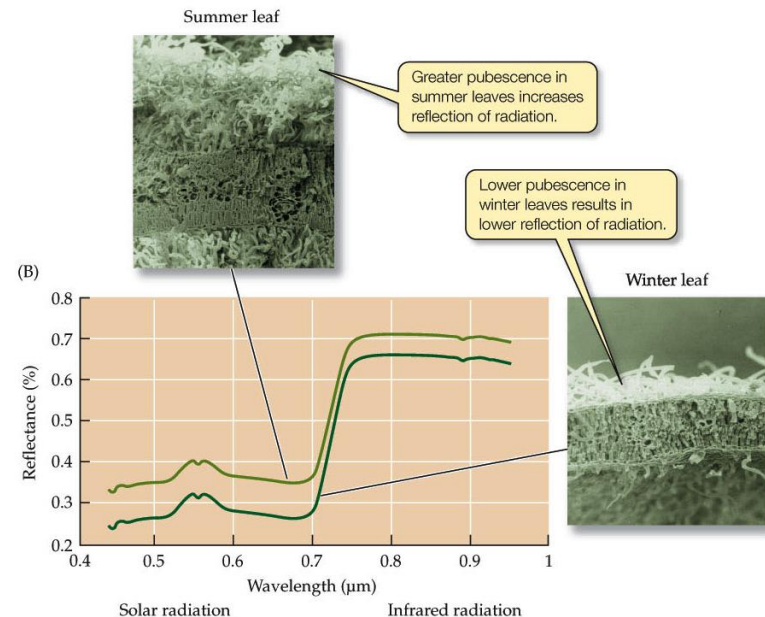 Summer leaf
Greater pubescence in
summer leaves increases
reflection of radiation.
Lower pubescence in
winter leaves results in
lower reflection of radiation.
(B)
Winter leaf
0.8
0.7
0.6
0.5
0.4
0.3
0.2
Reflectance (%)
0.4 0.5 0.6 0.7 0.8 0.9 1
Wavelength (µm)
Solar radiation Infrared radiation